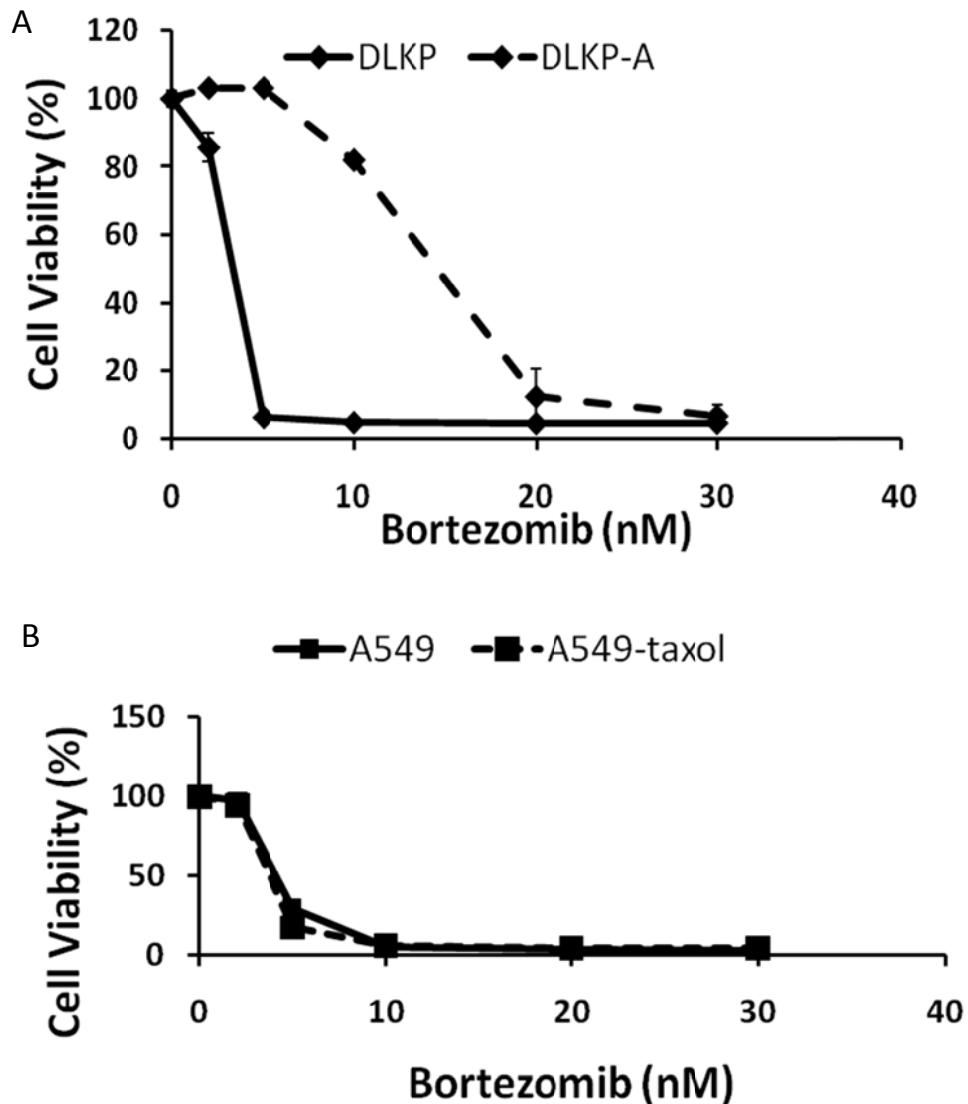 A
DLKP DLKP-A
120
100
80
60
40
20
0
Cell Viability (%)
0 10 20 30 40
Bortezomib (nM)
B
A549 A549-taxol
150
100
50
0
Cell Viability (%)
0 10 20 30 40
Bortezomib (nM)